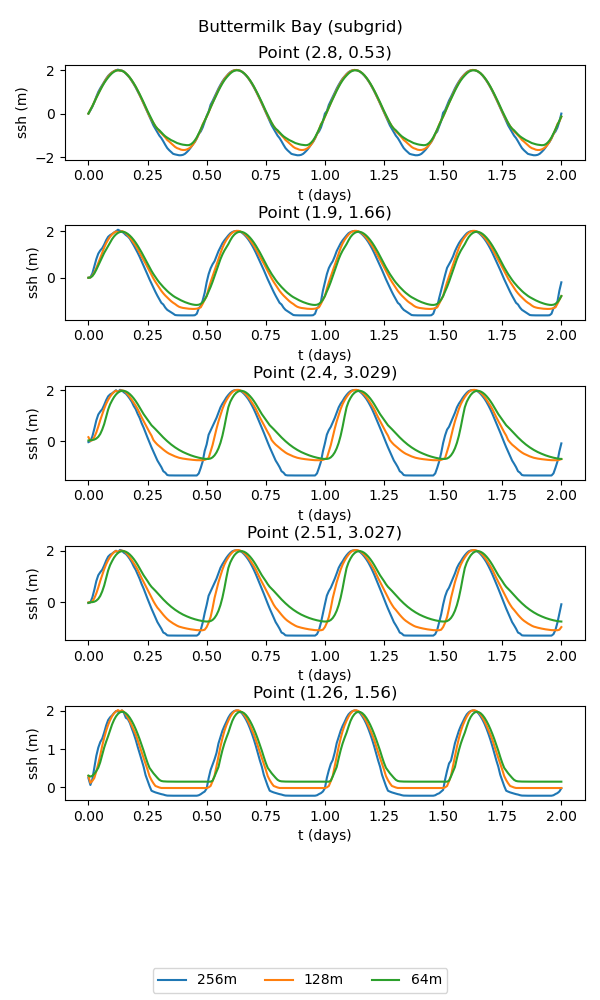 Buttermilk Bay (subgrid)
Point (2.8, 0.53)
2
0
−2
ssh (m)
0.00 0.25 0.50 0.75 1.00 1.25 1.50 1.75 2.00
t (days)
Point (1.9, 1.66)
2
0
ssh (m)
0.00 0.25 0.50 0.75 1.00 1.25 1.50 1.75 2.00
t (days)
Point (2.4, 3.029)
2
0
ssh (m)
0.00 0.25 0.50 0.75 1.00 1.25 1.50 1.75 2.00
t (days)
Point (2.51, 3.027)
2
0
ssh (m)
0.00 0.25 0.50 0.75 1.00 1.25 1.50 1.75 2.00
t (days)
Point (1.26, 1.56)
2
1
0
ssh (m)
0.00 0.25 0.50 0.75 1.00 1.25 1.50 1.75 2.00
t (days)
256m 128m 64m